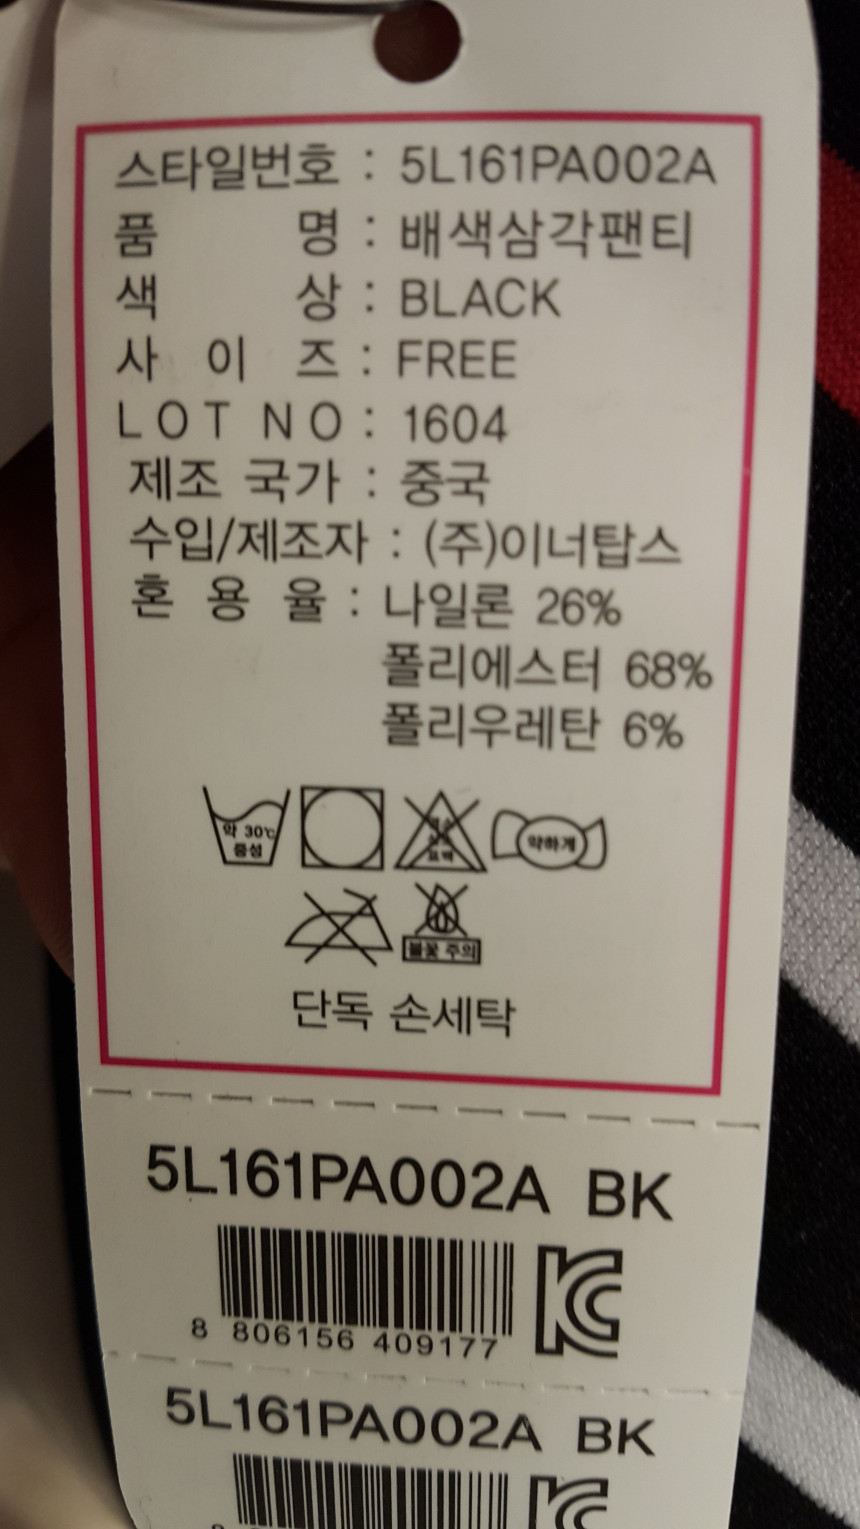 스타일번호 : 5L161PA002A
품 명 : 배색삼각팬티
색 상 : BLACK
사 이 즈 : FREE
LOT NO : 1604
제조 국가 : 중국
수입/제조자 : (주)이너탑스
혼 용 율 : 나일론 26%
폴리에스터 68%
폴리우레탄 6%
약 30℃
중성
약하게
불꽃 주의
단독 손세탁
5L161PA002A BK
8 806156 409177
5L161PA002A BK